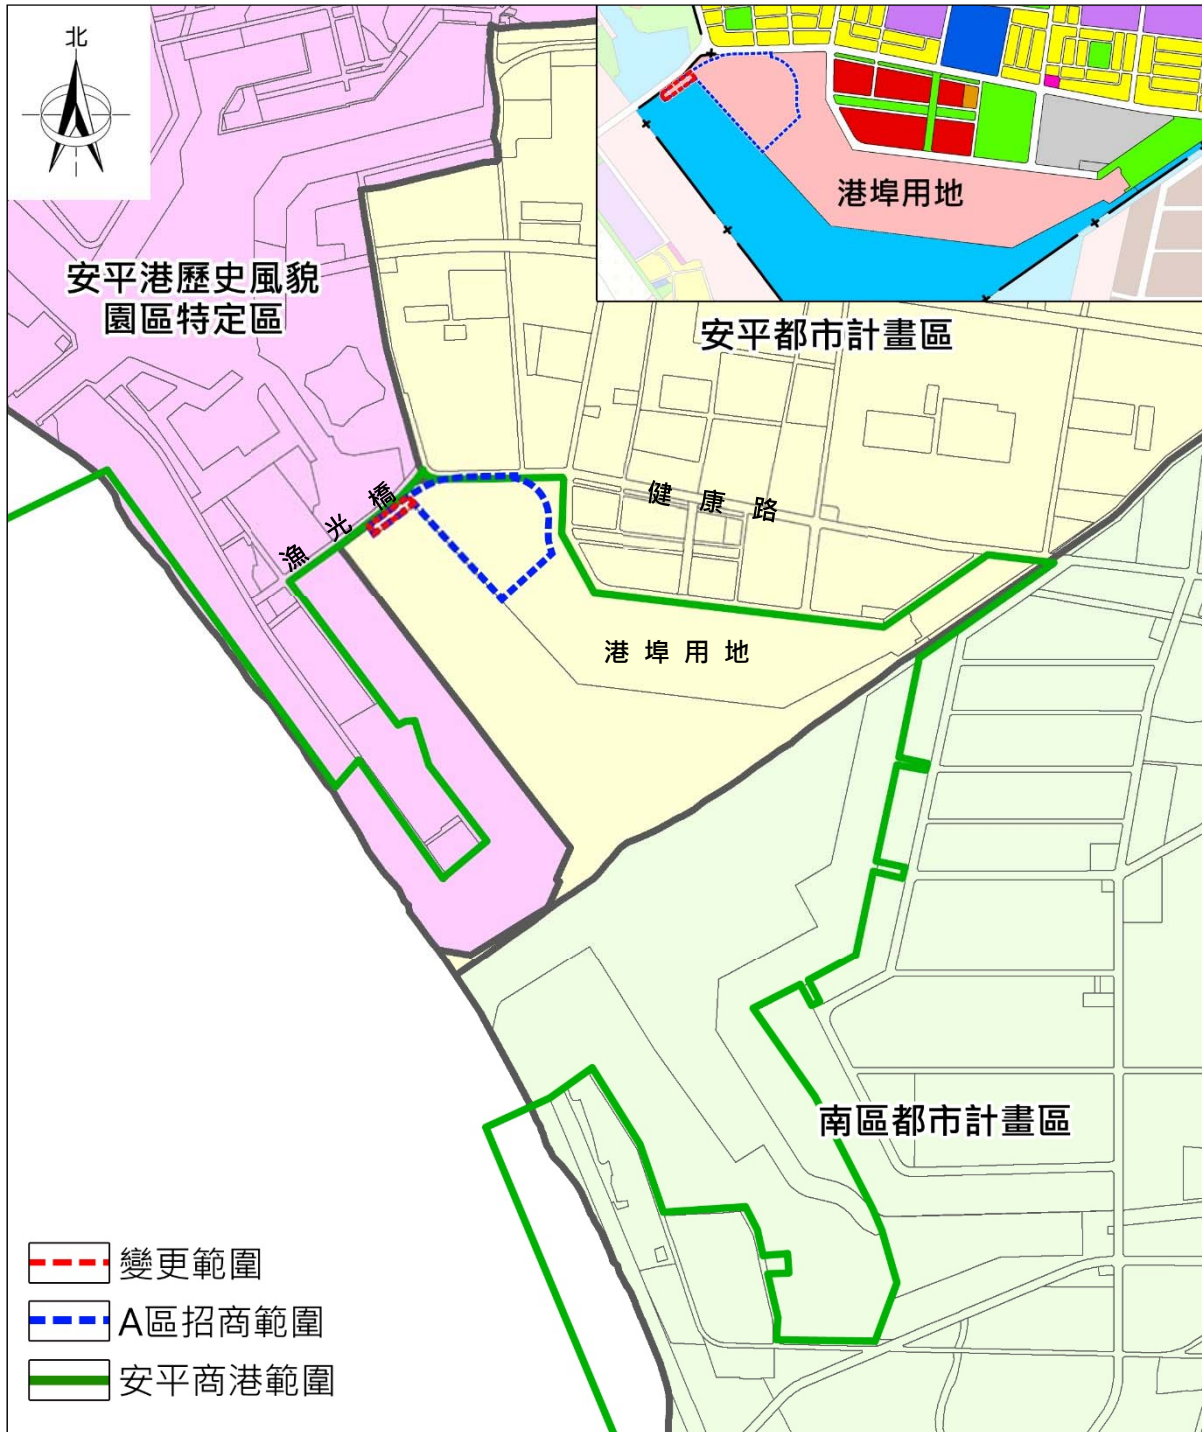 北
港埠用地
安平港歷史風貌
園區特定區
安平都市計畫區
漁光橋
健康路
港埠用地
南區都市計畫區
變更範圍
A區招商範圍
安平商港範圍